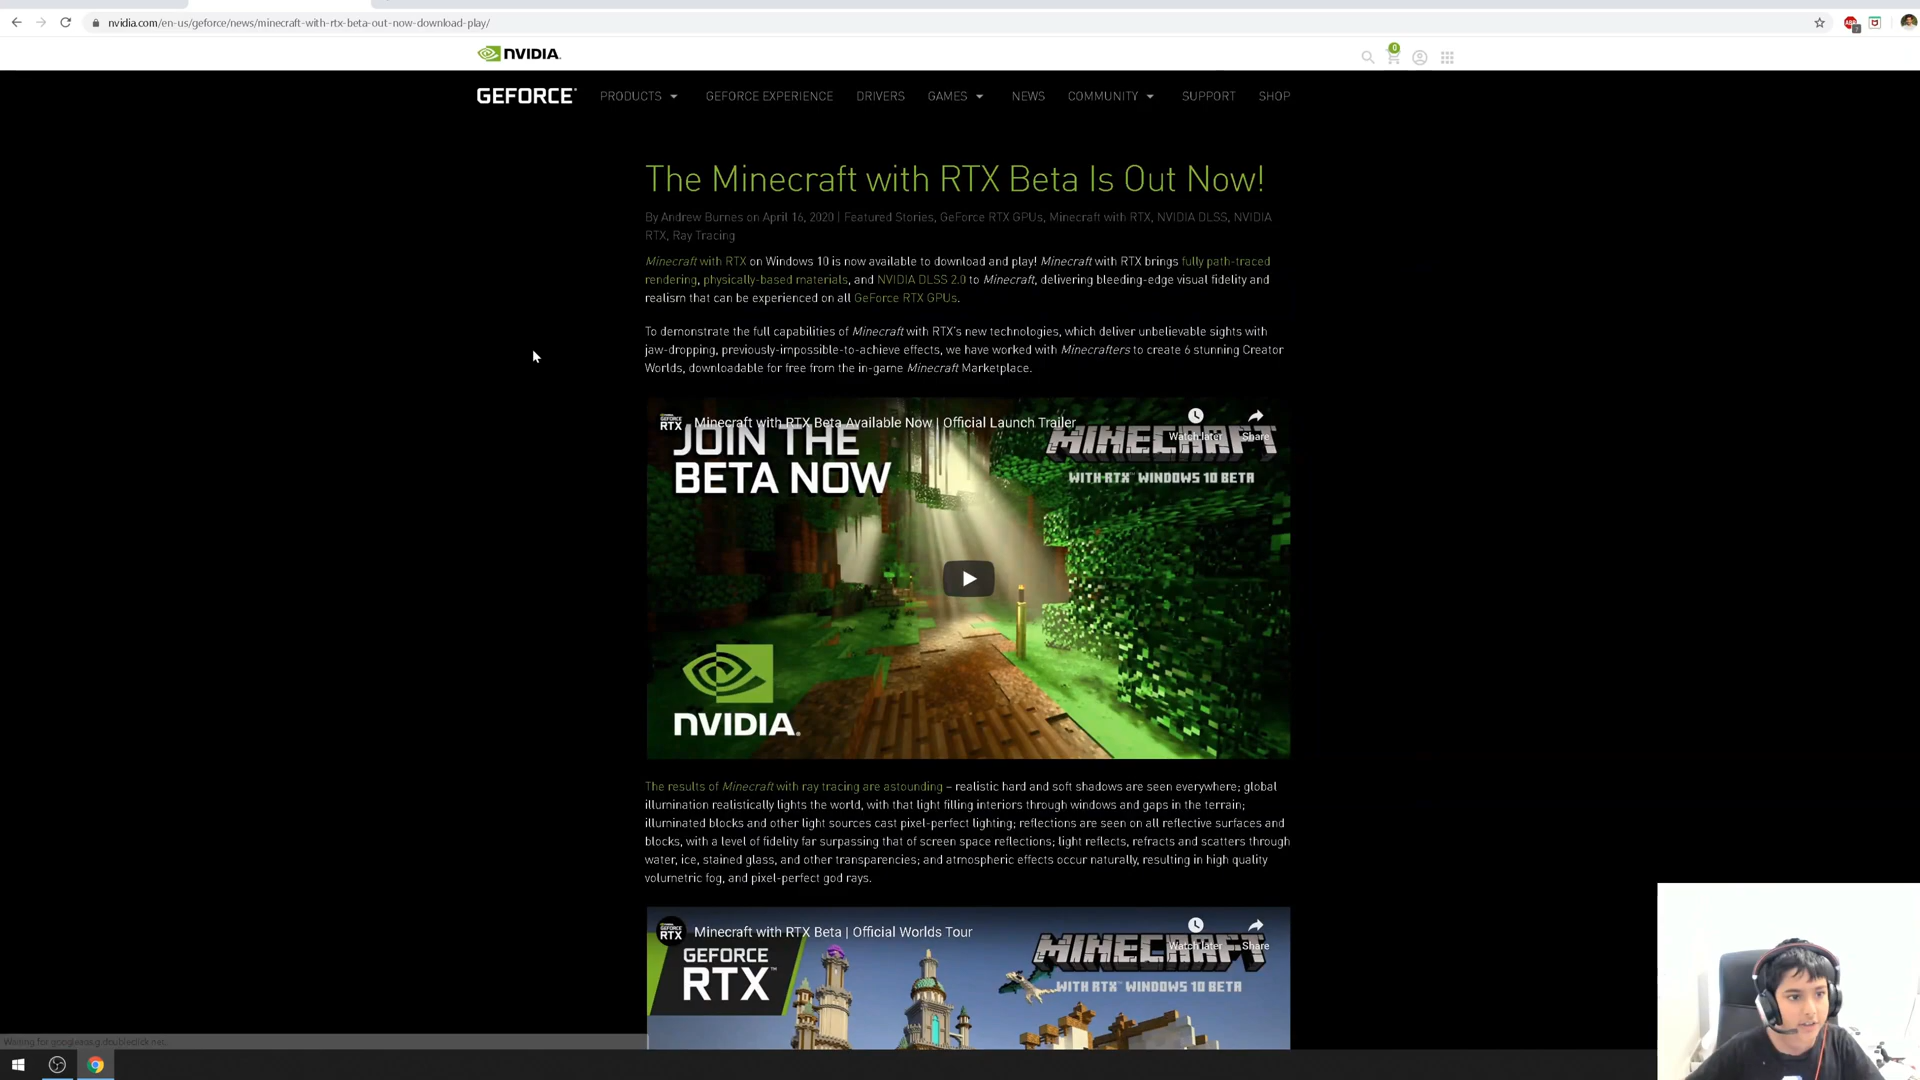 nvidia.com/en-us/geforce/news/minecraft-with-rtx-beta-out-now-download-play/
NVIDIA.
0
GEFORCE PRODUCTS GEFORCE EXPERIENCE DRIVERS GAMES NEWS COMMUNITY SUPPORT SHOP
The Minecraft with RTX Beta Is Out Now!
By Andrew Burnes on April 16, 2020 | Featured Stories, GeForce RTX GPUs, Minecraft with RTX, NVIDIA DLSS, NVIDIA
RTX, Ray Tracing
Minecraft with RTX on Windows 10 is now available to download and play! Minecraft with RTX brings fully path-traced
rendering, physically-based materials, and NVIDIA DLSS 2.0 to Minecraft, delivering bleeding-edge visual fidelity and
realism that can be experienced on all GeForce RTX GPUs.
To demonstrate the full capabilities of Minecraft with RTX's new technologies, which deliver unbelievable sights with
jaw-dropping, previously-impossible-to-achieve effects, we have worked with Minecrafters to create 6 stunning Creator
Worlds, downloadable for free from the in-game Minecraft Marketplace.
Minecraft with RTX Beta Available Now | Official Launch Trailer
Watch later Share
JOIN THE
BETA NOW
MINECRAFT
WITH RTX WINDOWS 10 BETA
NVIDIA.
The results of Minecraft with ray tracing are astounding – realistic hard and soft shadows are seen everywhere; global
illumination realistically lights the world, with that light filling interiors through windows and gaps in the terrain;
illuminated blocks and other light sources cast pixel-perfect lighting; reflections are seen on all reflective surfaces and
blocks, with a level of fidelity far surpassing that of screen space reflections; light reflects, refracts and scatters through
water, ice, stained glass, and other transparencies; and atmospheric effects occur naturally, resulting in high quality
volumetric fog, and pixel-perfect god rays.
Minecraft with RTX Beta | Official Worlds Tour
Watch later Share
GEFORCE
RTX
MINECRAFT
WITH RTX WINDOWS 10 BETA
Waiting for googleads.g.doubleclick.net...